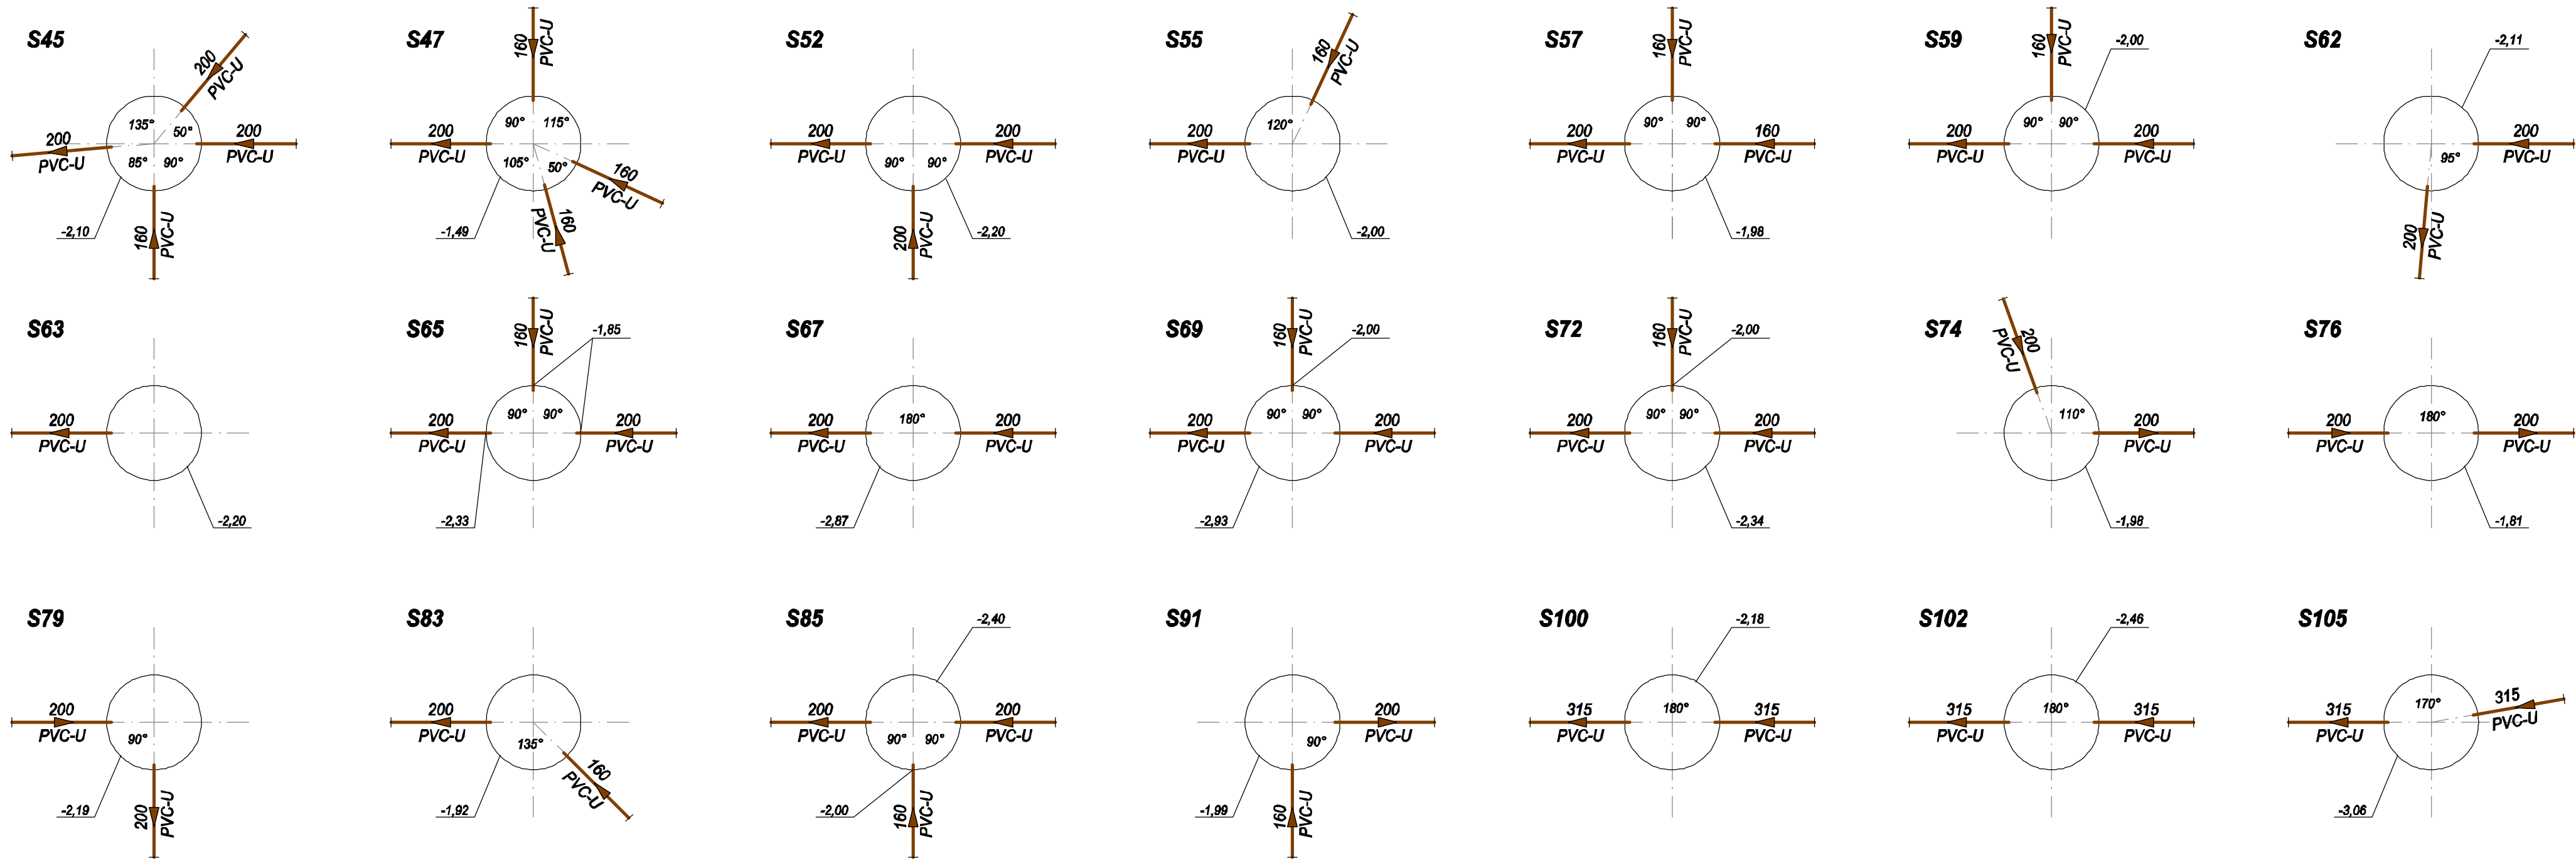 S45
200
PVC-U
135°
50°
200
PVC-U
200
PVC-U
85°
90°
-2,10
160
PVC-U
S47
160
PVC-U
90°
115°
200
PVC-U
105°
50°
160
PVC-U
160
PVC-U
-1,49
S52
200
PVC-U
200
PVC-U
90°
90°
200
PVC-U
-2,20
S55
160
PVC-U
120°
200
PVC-U
-2,00
S57
160
PVC-U
90°
90°
200
PVC-U
160
PVC-U
-1,98
S59
160
PVC-U
-2,00
90°
90°
200
PVC-U
200
PVC-U
S62
-2,11
200
PVC-U
95°
200
PVC-U
S63
200
PVC-U
-2,20
S65
160
PVC-U
-1,85
90°
90°
200
PVC-U
200
PVC-U
-2,33
S67
180°
200
PVC-U
200
PVC-U
-2,87
S69
160
PVC-U
-2,00
90°
90°
200
PVC-U
200
PVC-U
-2,93
S72
160
PVC-U
-2,00
90°
90°
200
PVC-U
200
PVC-U
-2,34
S74
200
PVC-U
110°
200
PVC-U
-1,98
S76
180°
200
PVC-U
200
PVC-U
-1,81
S79
200
PVC-U
90°
-2,19
200
PVC-U
S83
200
PVC-U
135°
160
PVC-U
-1,92
S85
-2,40
200
PVC-U
200
PVC-U
90°
90°
-2,00
160
PVC-U
S91
200
PVC-U
90°
-1,99
160
PVC-U
S100
-2,18
180°
315
PVC-U
315
PVC-U
S102
-2,46
180°
315
PVC-U
315
PVC-U
S105
170°
315
PVC-U
315
PVC-U
-3,06